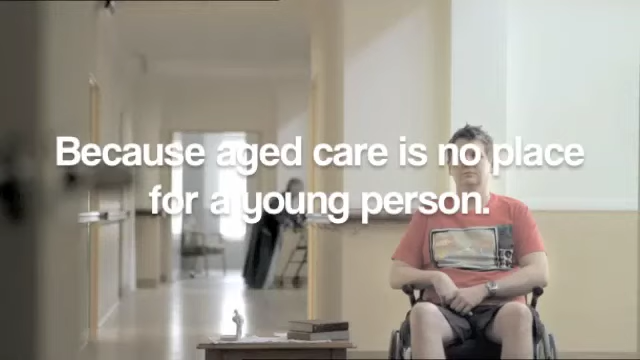 Because aged care is no place
for a young person.